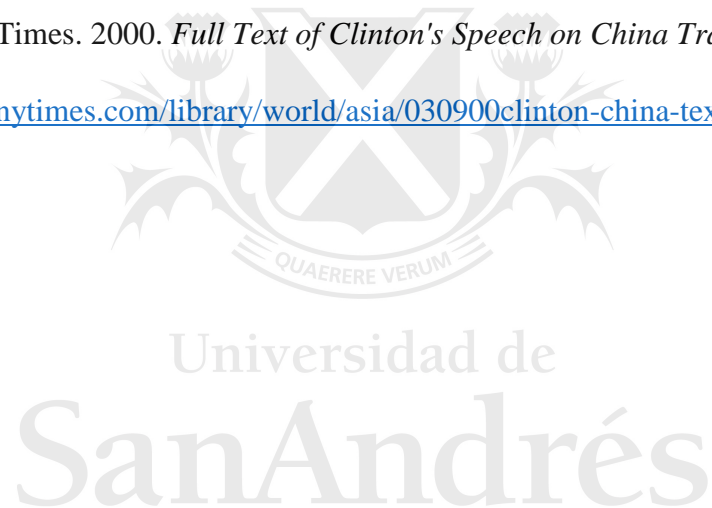 Times. 2000. Full Text of Clinton's Speech on China Tra
nytimes.com/library/world/asia/030900clinton-china-tex
QUAERERE VERUM
Universidad de
SanAndrés